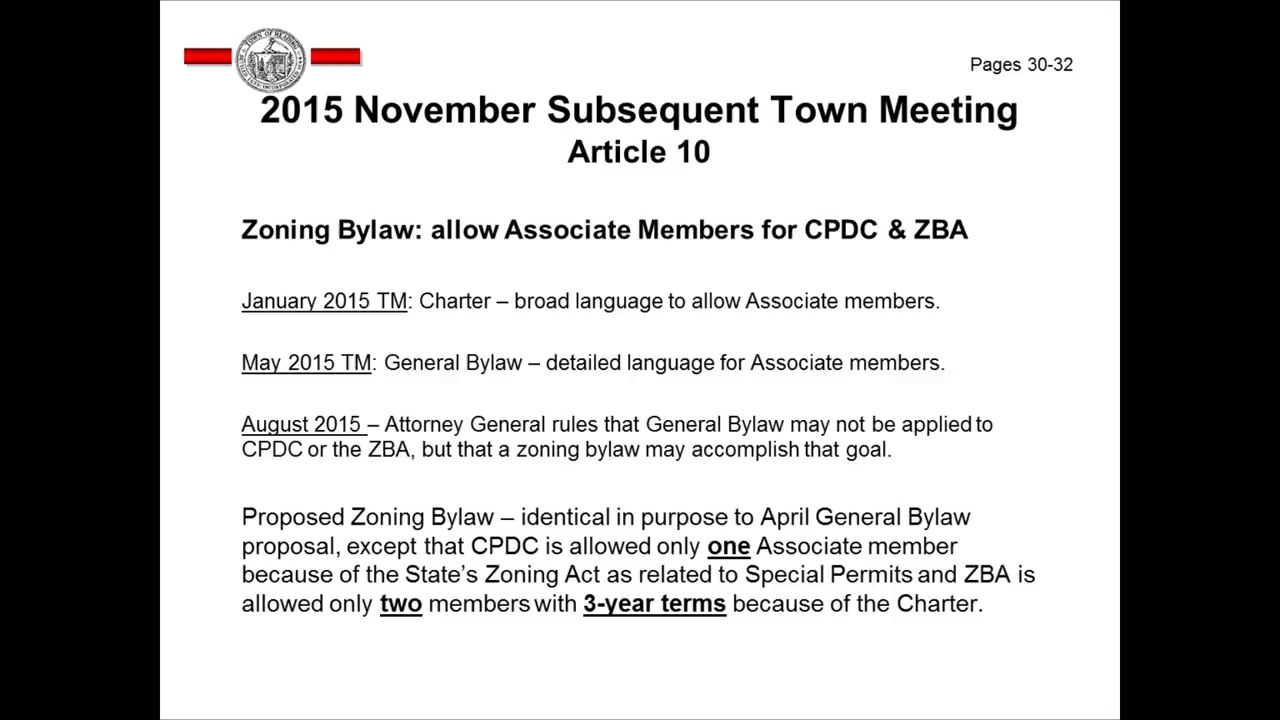 TOWN OF READING
Pages 30-32
2015 November Subsequent Town Meeting
Article 10
Zoning Bylaw: allow Associate Members for CPDC & ZBA
January 2015 TM: Charter – broad language to allow Associate members.
May 2015 TM: General Bylaw – detailed language for Associate members.
August 2015 – Attorney General rules that General Bylaw may not be applied to
CPDC or the ZBA, but that a zoning bylaw may accomplish that goal.
Proposed Zoning Bylaw – identical in purpose to April General Bylaw
proposal, except that CPDC is allowed only one Associate member
because of the State’s Zoning Act as related to Special Permits and ZBA is
allowed only two members with 3-year terms because of the Charter.